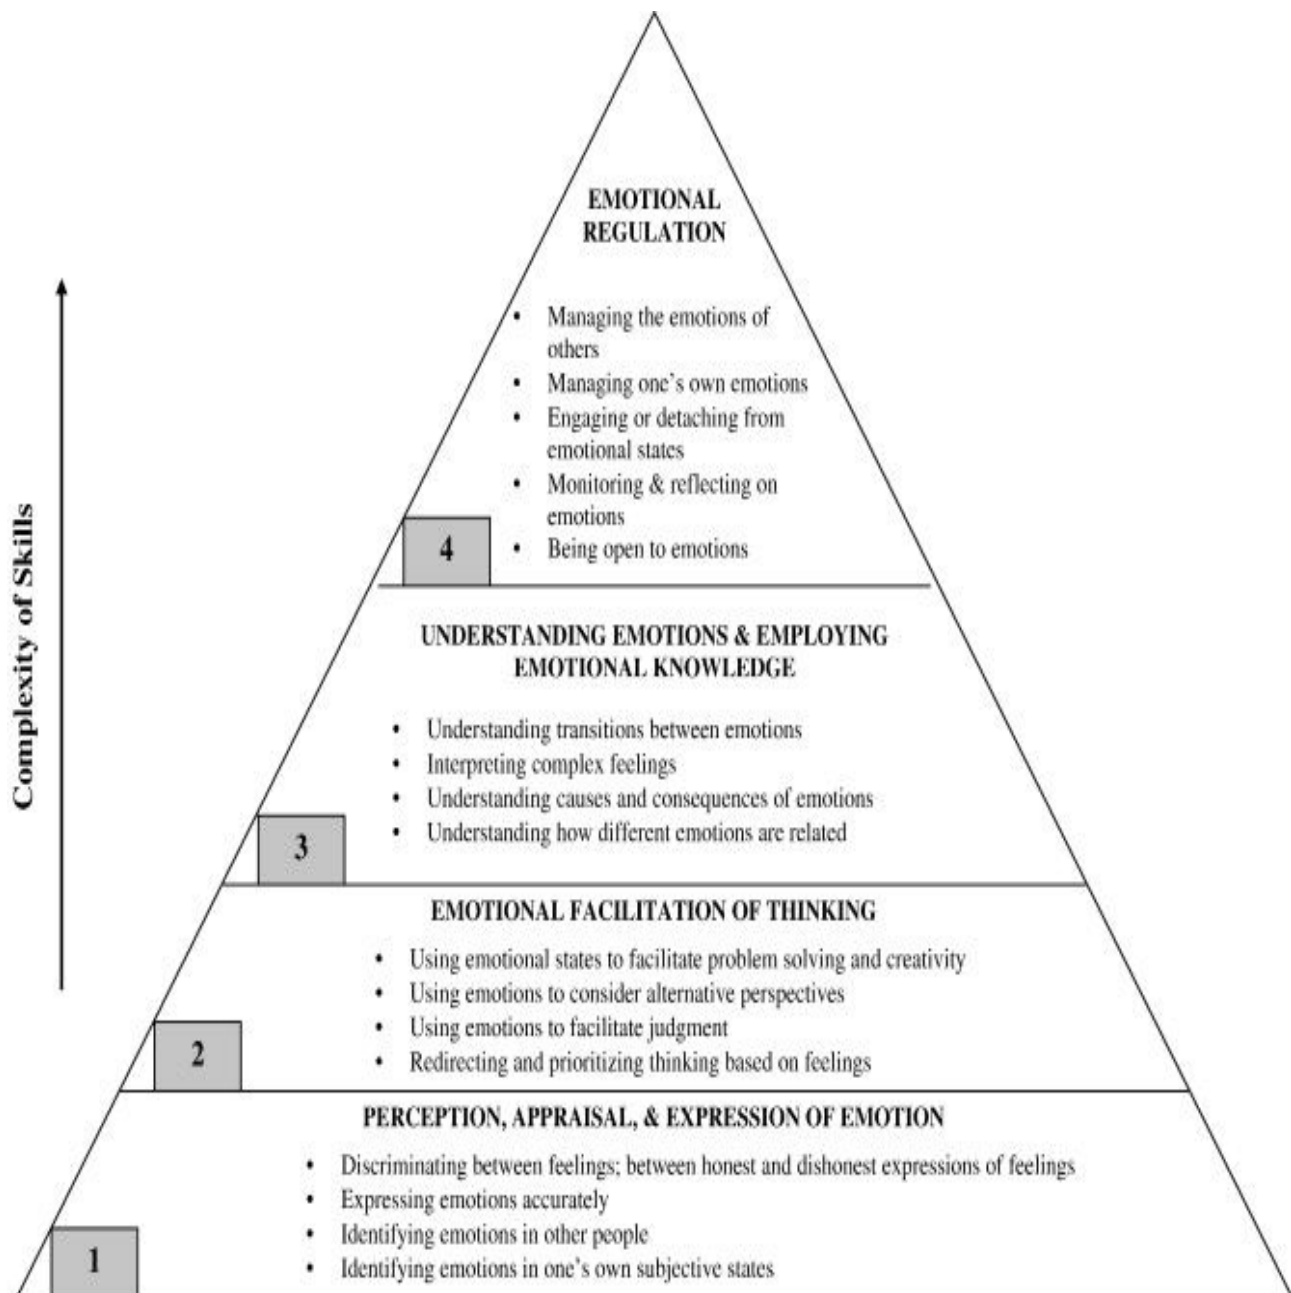 EMOTIONAL
REGULATION
• Managing the emotions of
others
• Managing one’s own emotions
• Engaging or detaching from
emotional states
• Monitoring & reflecting on
emotions
• Being open to emotions
4
UNDERSTANDING EMOTIONS & EMPLOYING
EMOTIONAL KNOWLEDGE
• Understanding transitions between emotions
• Interpreting complex feelings
• Understanding causes and consequences of emotions
• Understanding how different emotions are related
3
EMOTIONAL FACILITATION OF THINKING
• Using emotional states to facilitate problem solving and creativity
• Using emotions to consider alternative perspectives
• Using emotions to facilitate judgment
• Redirecting and prioritizing thinking based on feelings
2
PERCEPTION, APPRAISAL, & EXPRESSION OF EMOTION
• Discriminating between feelings; between honest and dishonest expressions of feelings
• Expressing emotions accurately
• Identifying emotions in other people
• Identifying emotions in one’s own subjective states
1
Complexity of Skills